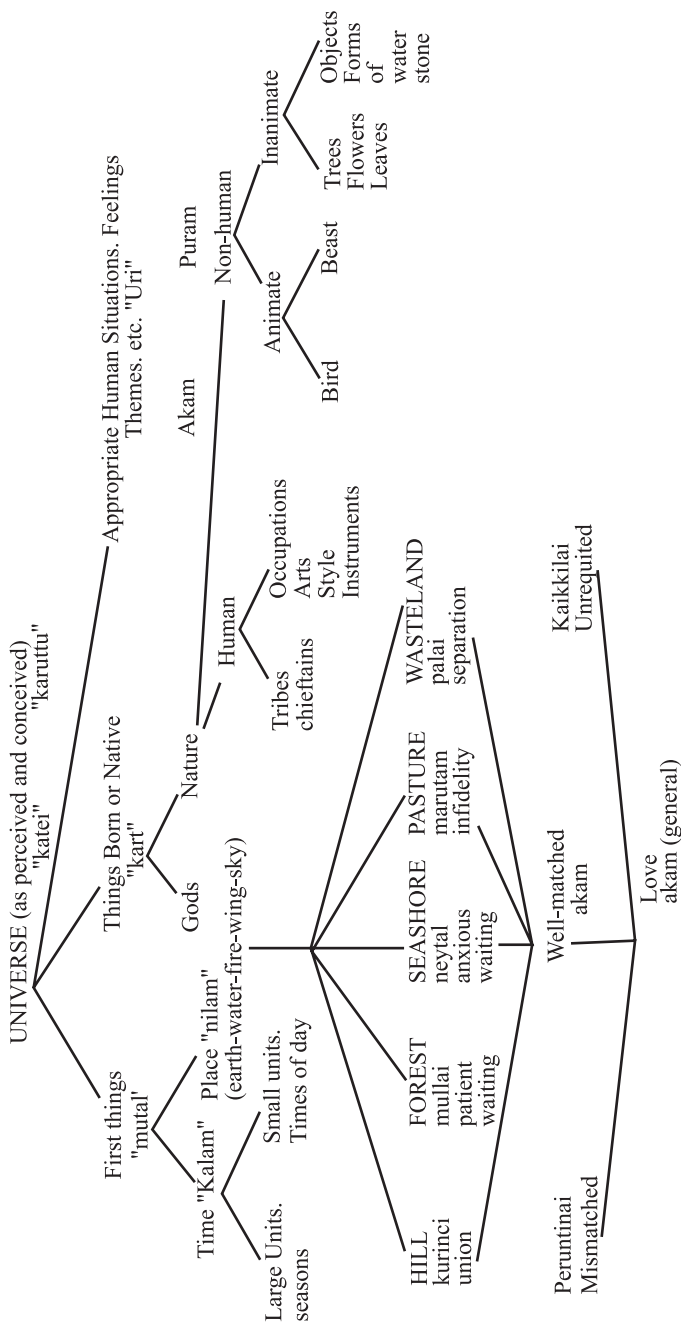 UNIVERSE (as perceived and conceived)
"katei" "karuttu"
First things
"mutal'
Things Born or Native
"kart"
Appropriate Human Situations. Feelings
Themes. etc. "Uri"
Time "Kalam"
Place "nilam"
(earth-water-fire-wing-sky)
Gods
Nature
Akam
Puram
Large Units.
seasons
Small units.
Times of day
Human
Non-human
Tribes
chieftains
Occupations
Arts
Style
Instruments
Animate
Inanimate
Bird
Beast
Trees
Flowers
Leaves
Objects
Forms
of
water
stone
HILL
kurinci
union
FOREST
mullai
patient
waiting
SEASHORE
neytal
anxious
waiting
PASTURE
marutam
infidelity
WASTELAND
palai
separation
Peruntinai
Mismatched
Well-matched
akam
Kaikkilai
Unrequited
Love
akam (general)